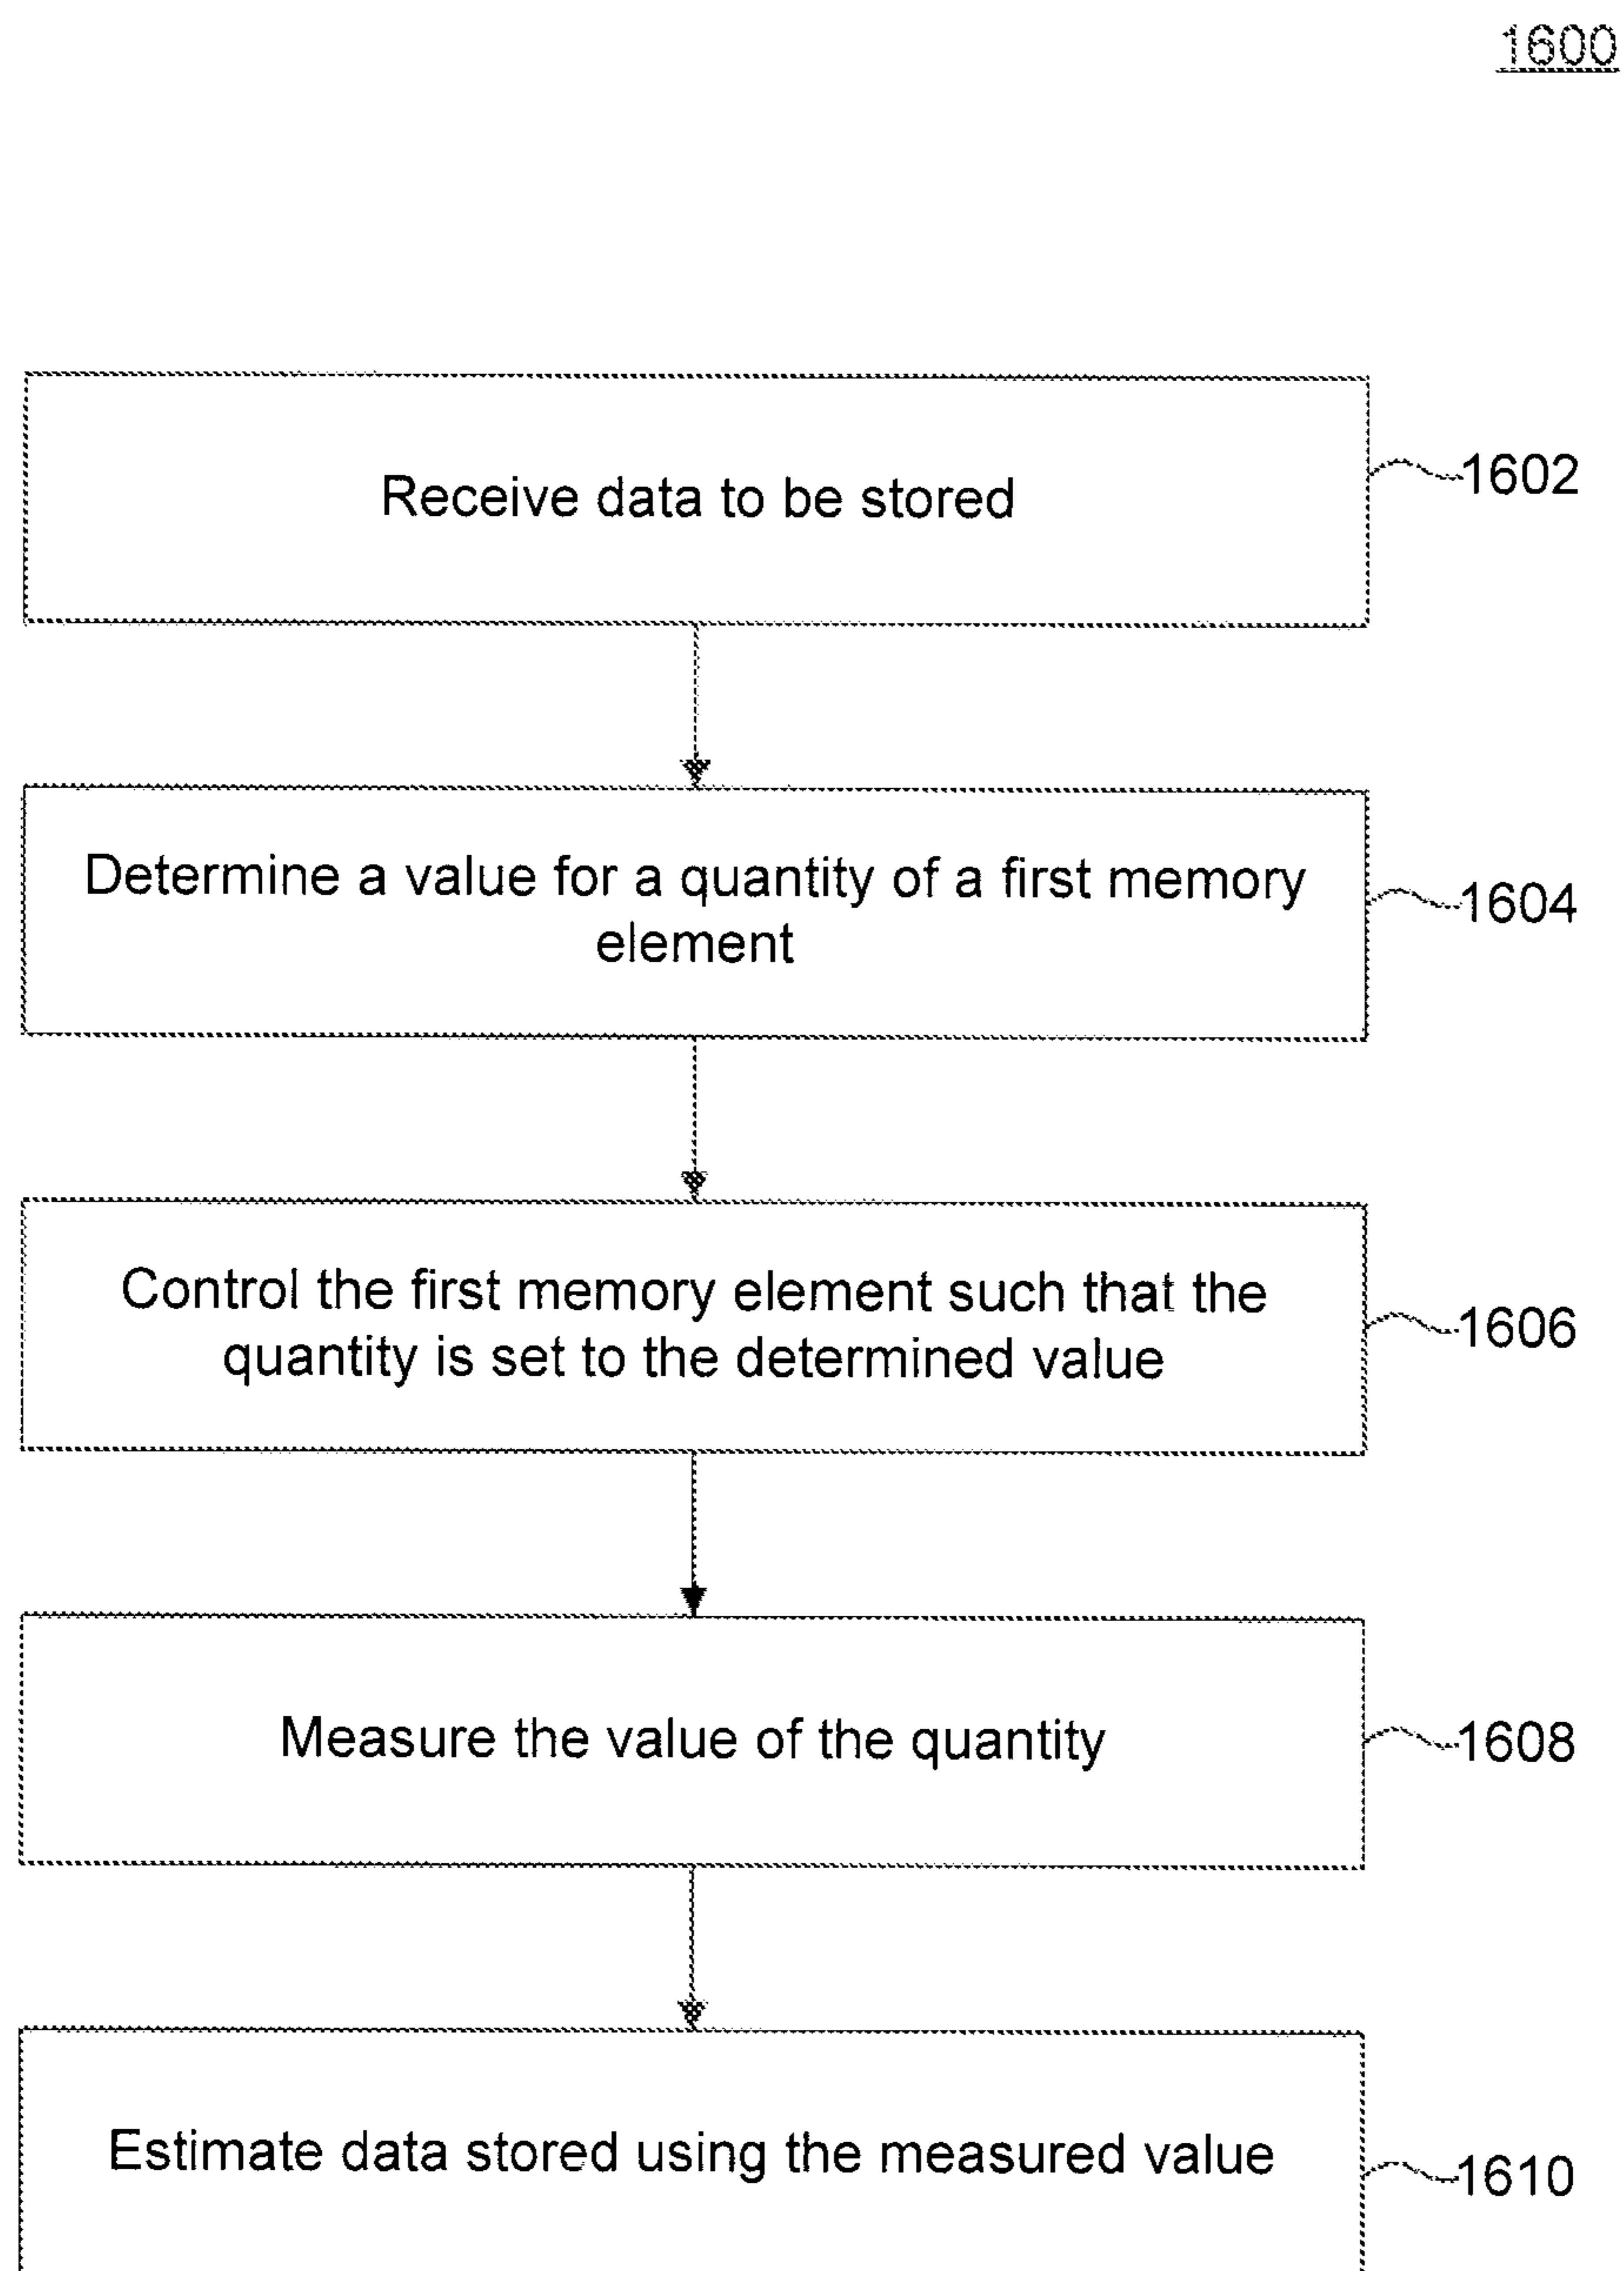 1600
Receive data to be stored
1602
Determine a value for a quantity of a first memory
element
1604
Control the first memory element such that the
quantity is set to the determined value
1606
Measure the value of the quantity
1608
Estimate data stored using the measured value
1610